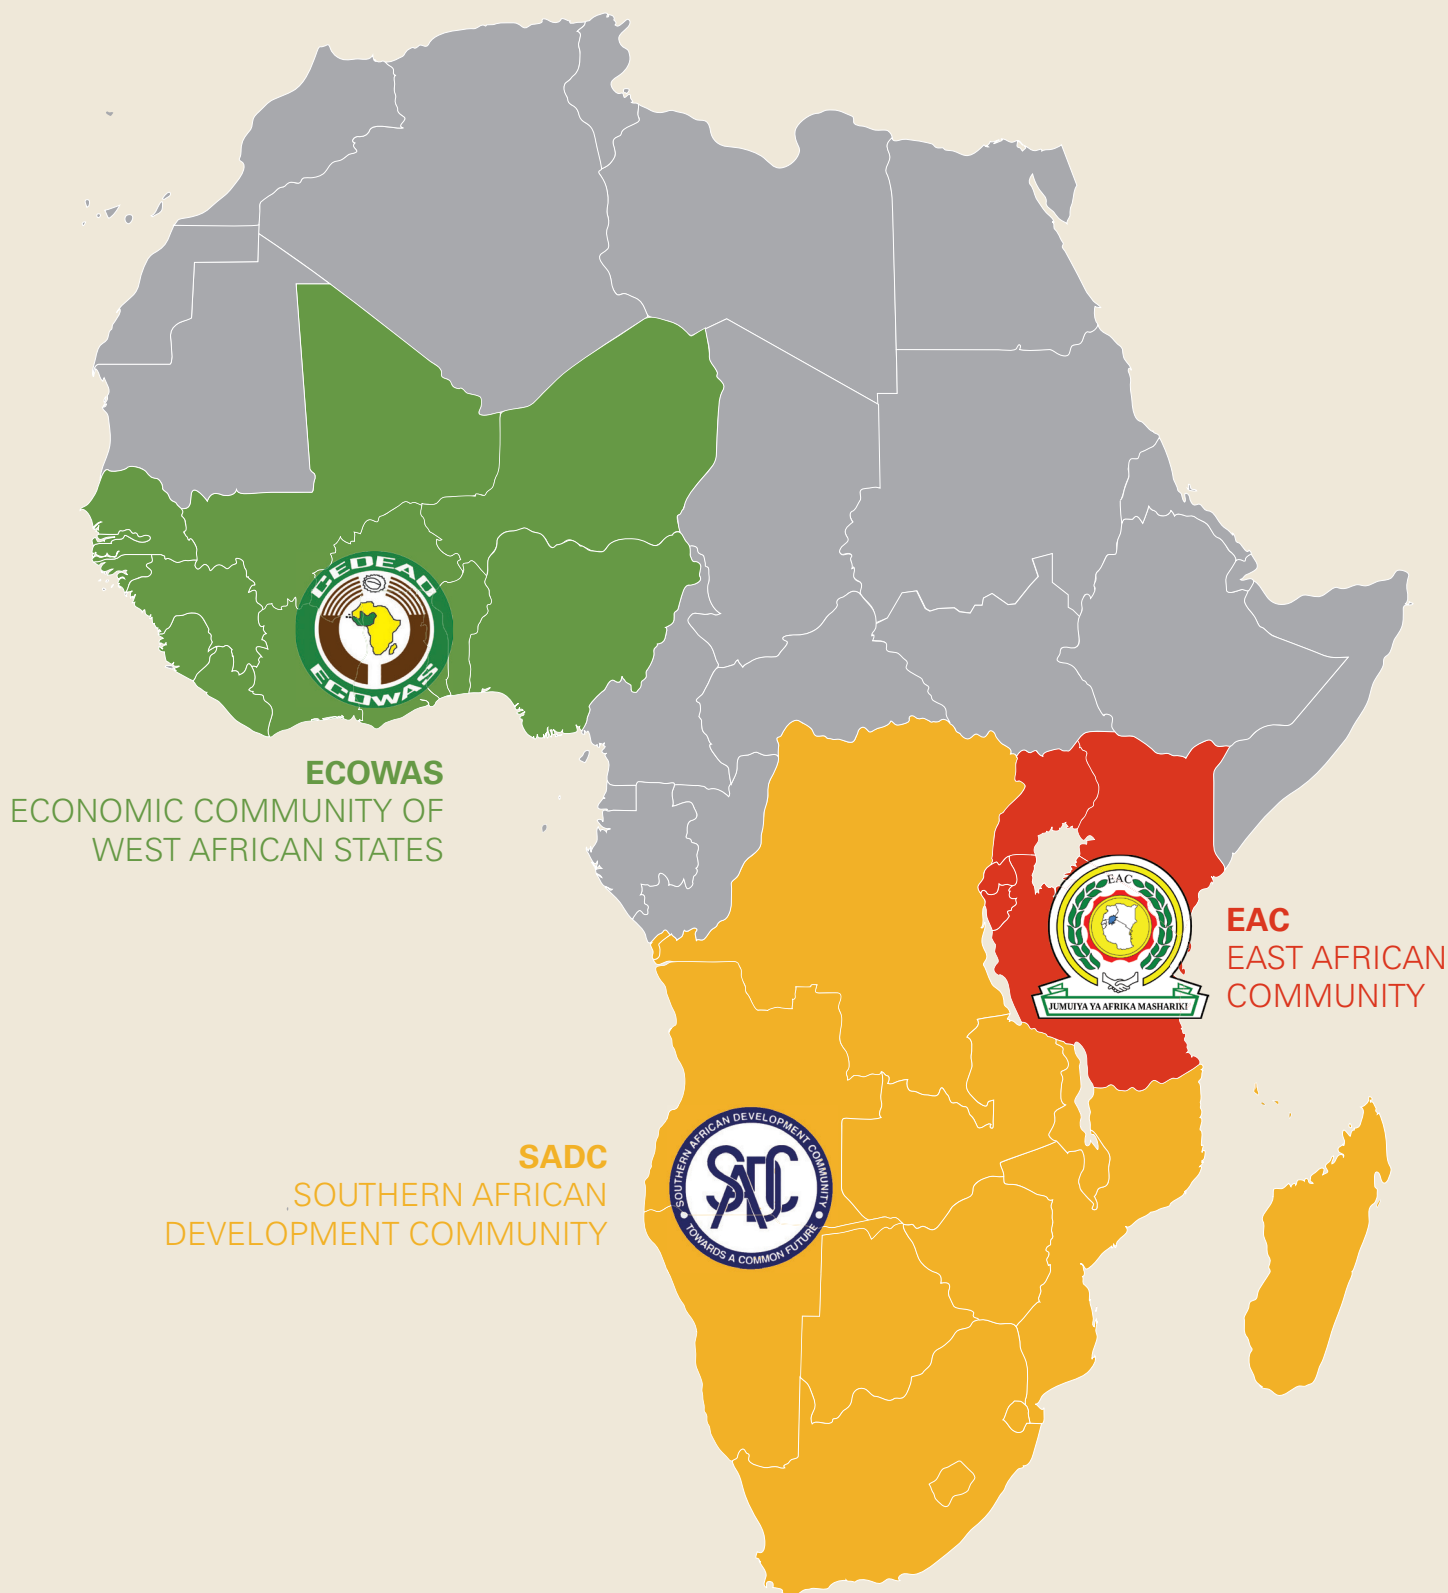 CEDEAO
ECOWAS
ECOWAS
ECONOMIC COMMUNITY OF
WEST AFRICAN STATES
EAC
JUMUIYA YA AFRIKA MASHARIKI
EAC
EAST AFRICAN
COMMUNITY
SOUTHERN AFRICAN DEVELOPMENT COMMUNITY
SADC
TOWARDS A COMMON FUTURE
SADC
SOUTHERN AFRICAN
DEVELOPMENT COMMUNITY